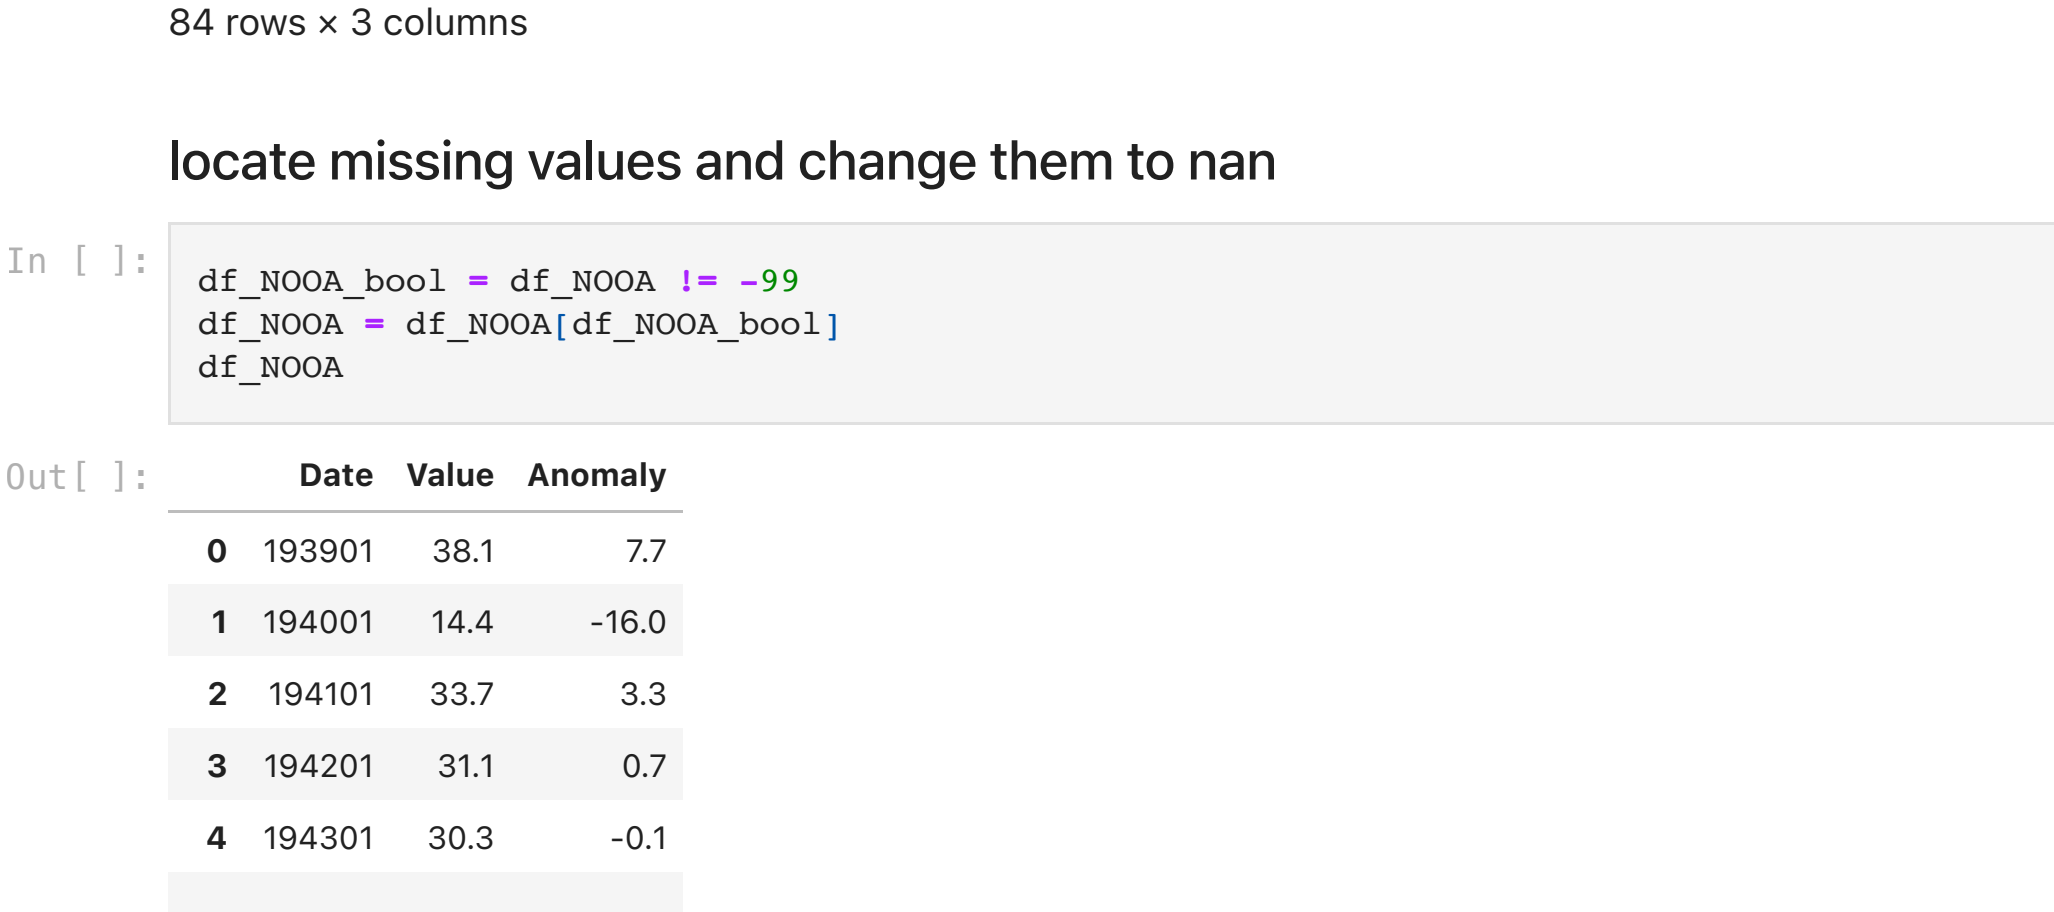 84 rows × 3 columns
locate missing values and change them to nan
In [ ]:
df_NOOA_bool = df_NOOA != -99
df_NOOA = df_NOOA[df_NOOA_bool]
df_NOOA
Out[ ]:
Date Value Anomaly
0 193901 38.1 7.7
1 194001 14.4 -16.0
2 194101 33.7 3.3
3 194201 31.1 0.7
4 194301 30.3 -0.1